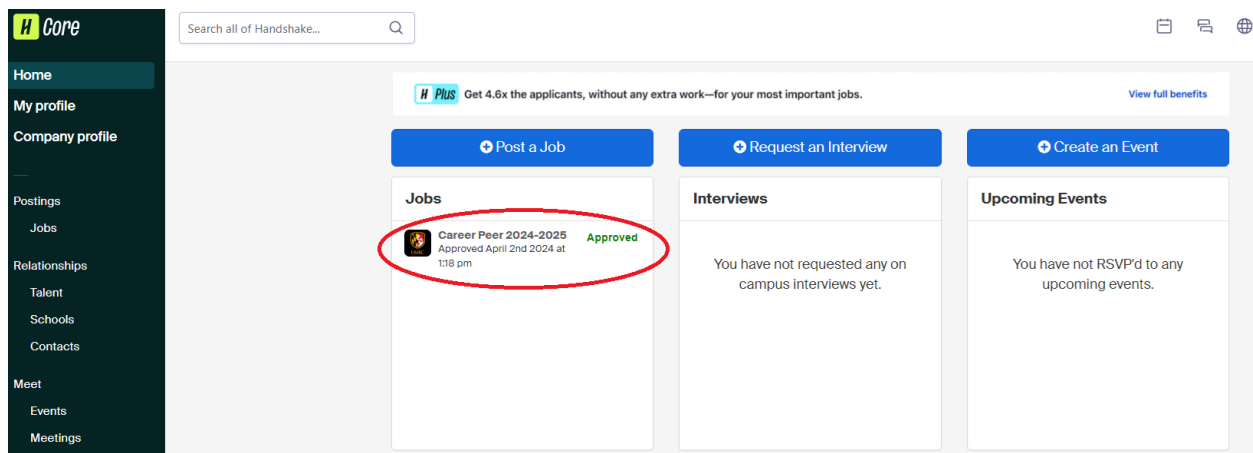 H Core
Search all of Handshake...
Home
My profile
Company profile
Postings
Jobs
Relationships
Talent
Schools
Contacts
Meet
Events
Meetings
H Plus Get 4.6x the applicants, without any extra work—for your most important jobs.
View full benefits
Post a Job
Request an Interview
Create an Event
Jobs
Career Peer 2024-2025
Approved
Approved April 2nd 2024 at
1:18 pm
UMBC
Interviews
You have not requested any on
campus interviews yet.
Upcoming Events
You have not RSVP'd to any
upcoming events.